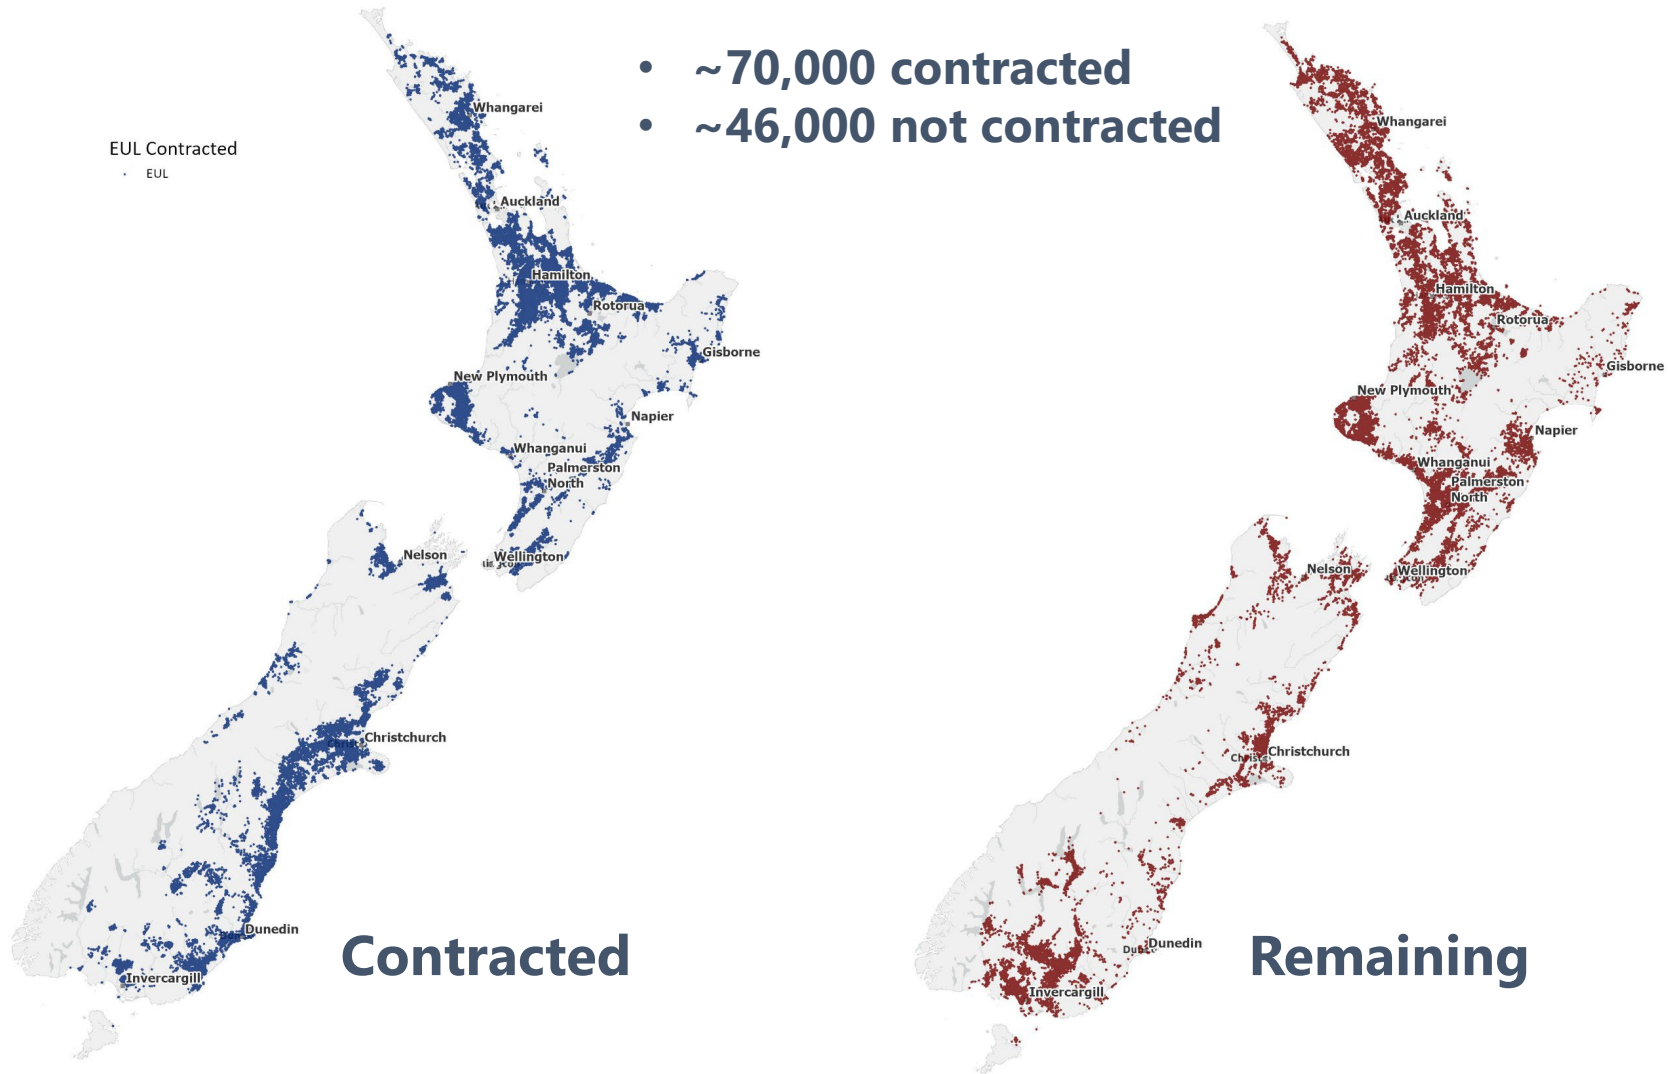 • ~70,000 contracted
• ~46,000 not contracted
EUL Contracted
EUL
Whangarei
Auckland
Hamilton
Rotorua
Gisborne
New Plymouth
Napier
Whanganui
Palmerston
North
Nelson
Wellington
Christchurch
Dunedin
Invercargill
Contracted
Whangarei
Auckland
Hamilton
Rotorua
Gisborne
New Plymouth
Napier
Whanganui
Palmerston
North
Nelson
Wellington
Christchurch
Dunedin
Invercargill
Remaining